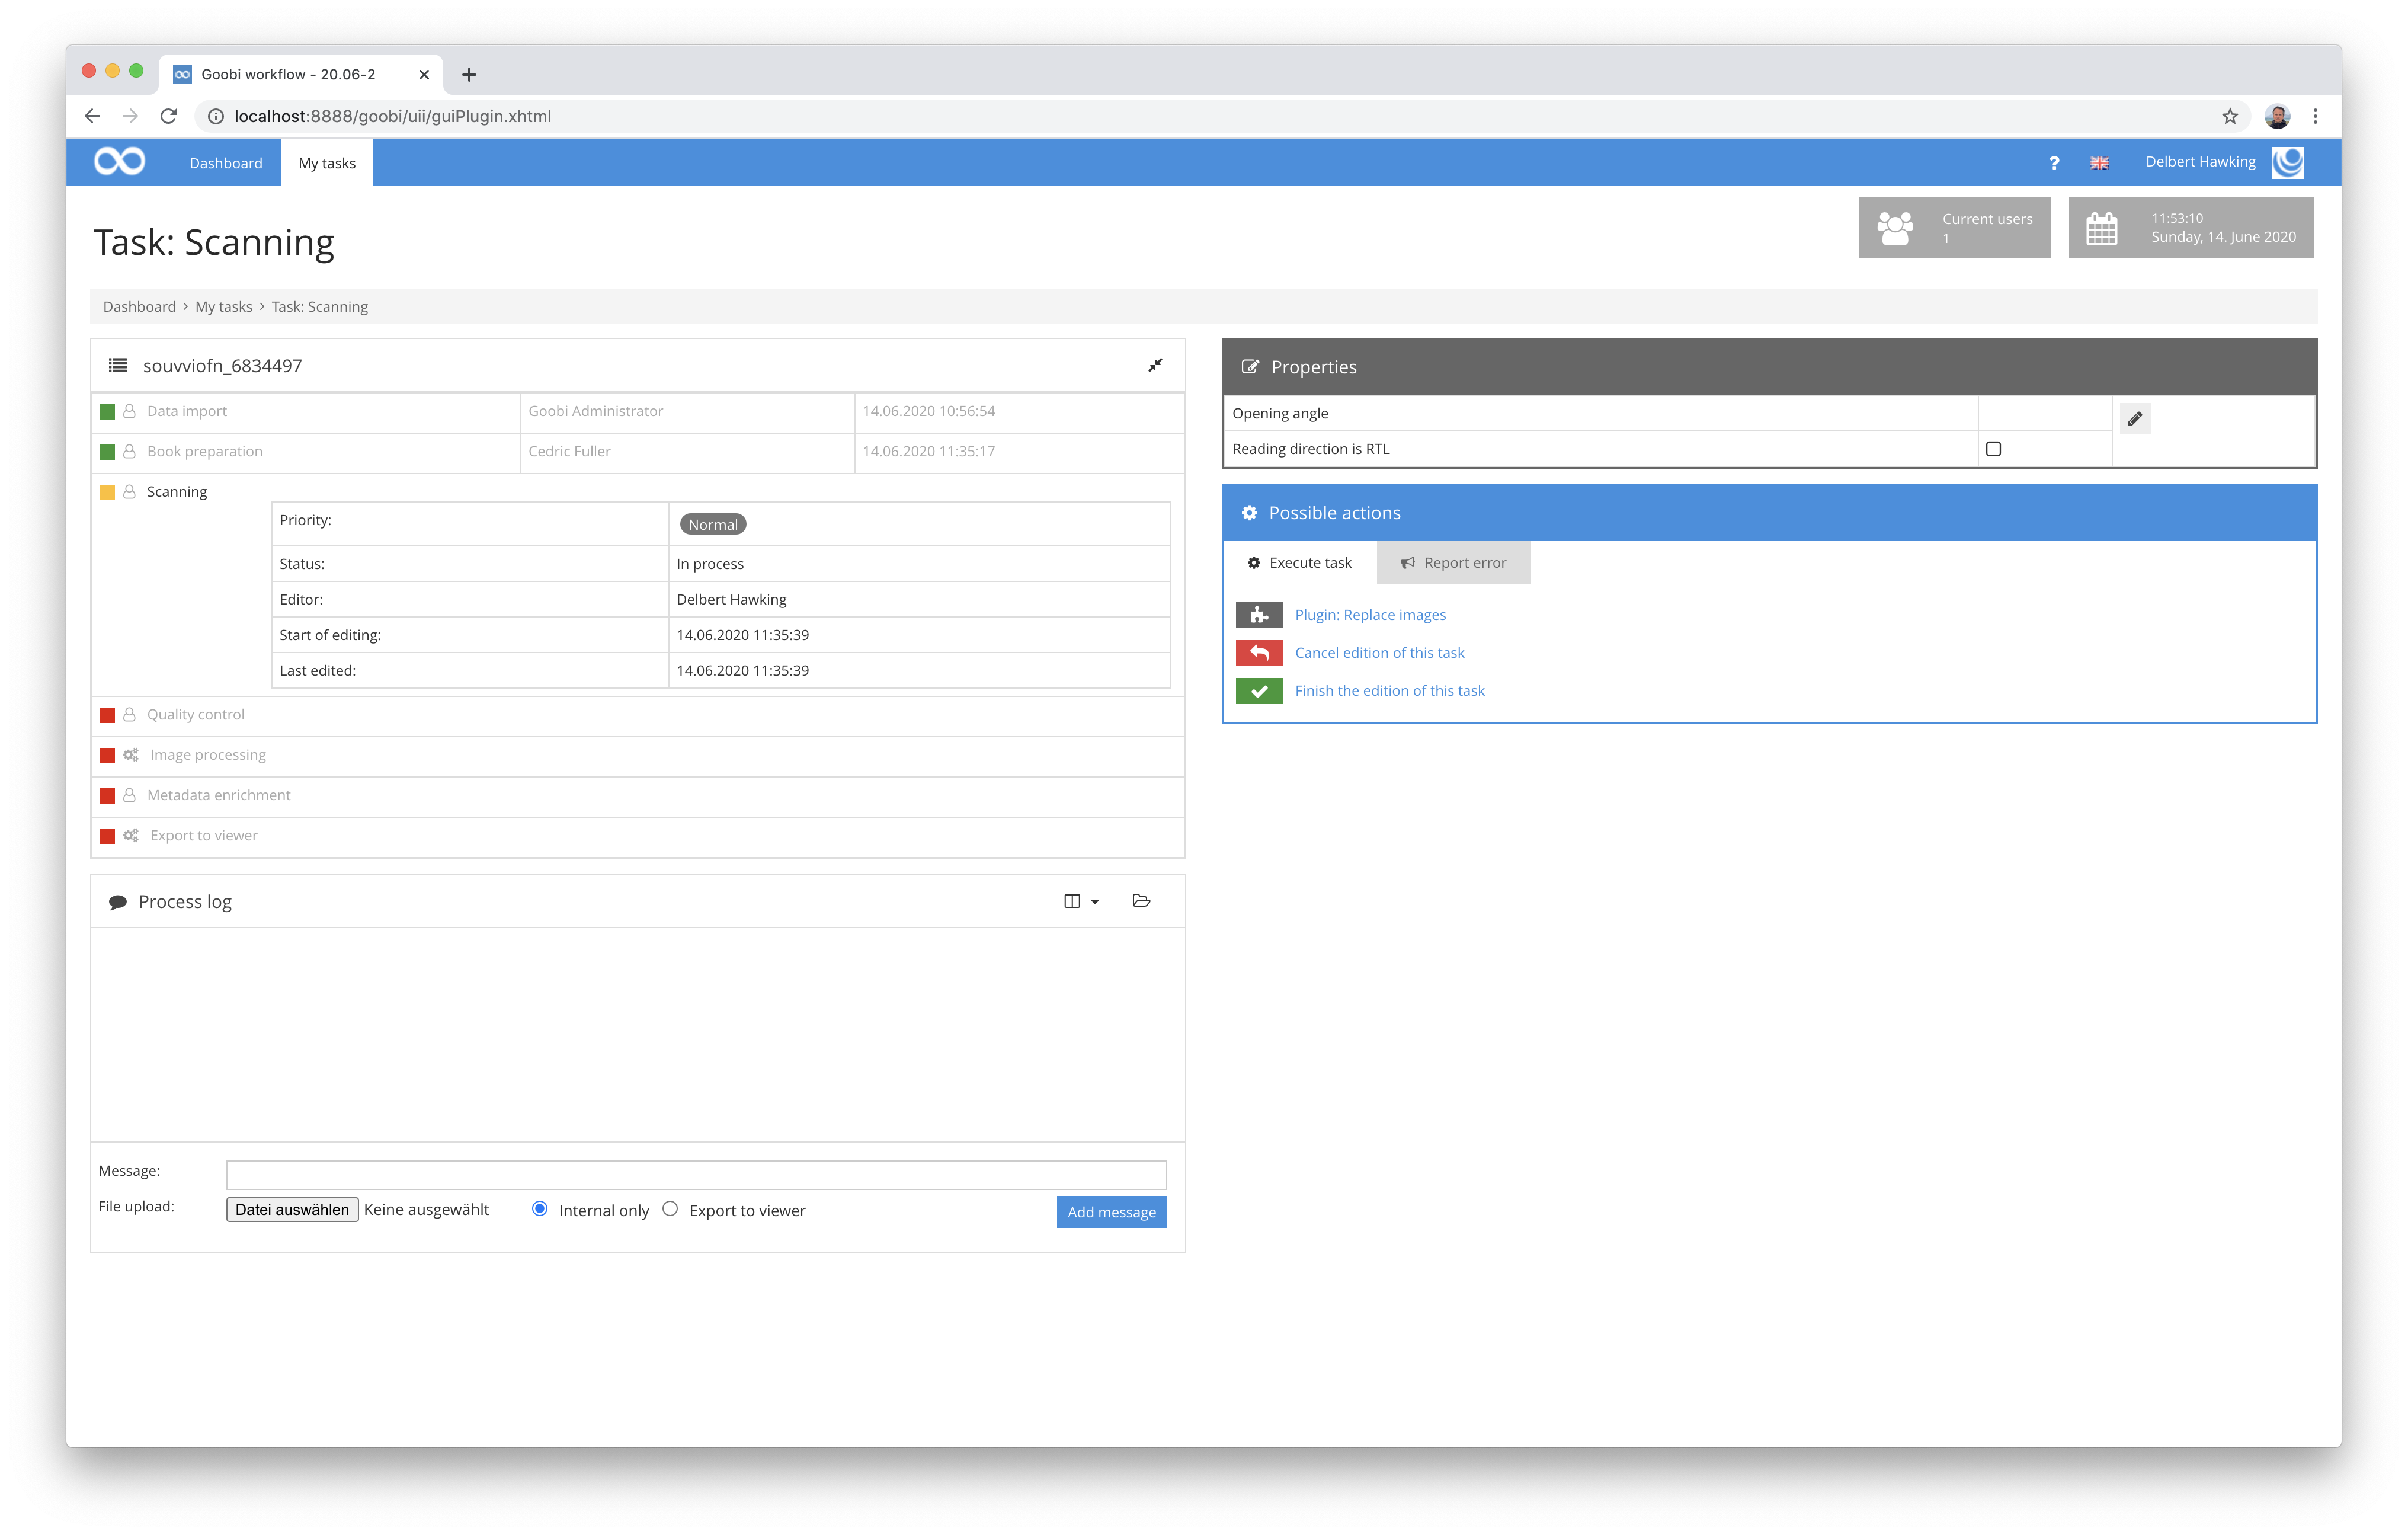 Goobi workflow - 20.06-2
localhost:8888/goobi/uii/guiPlugin.xhtml
Dashboard
My tasks
?
Delbert Hawking
Task: Scanning
Current users
1
11:53:10
Sunday, 14. June 2020
Dashboard > My tasks > Task: Scanning
souvviofn_6834497
Data import Goobi Administrator 14.06.2020 10:56:54
Book preparation Cedric Fuller 14.06.2020 11:35:17
Scanning
Priority: Normal
Status: In process
Editor: Delbert Hawking
Start of editing: 14.06.2020 11:35:39
Last edited: 14.06.2020 11:35:39
Quality control
Image processing
Metadata enrichment
Export to viewer
Process log
Message:
File upload: Datei auswählen Keine ausgewählt Internal only Export to viewer Add message
Properties
Opening angle
Reading direction is RTL
Possible actions
Execute task Report error
Plugin: Replace images
Cancel edition of this task
Finish the edition of this task